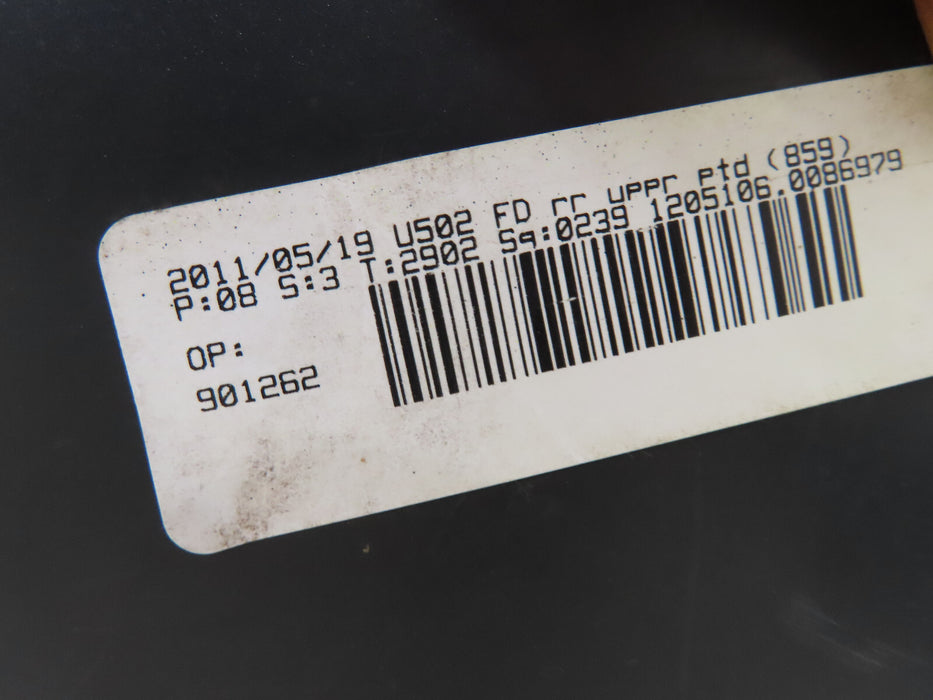 2011/05/19 U502 FD rr uppr ptd (859)
P:08 S:3 T:2902 Sq:0239 1205106.0086979
OP:
901262